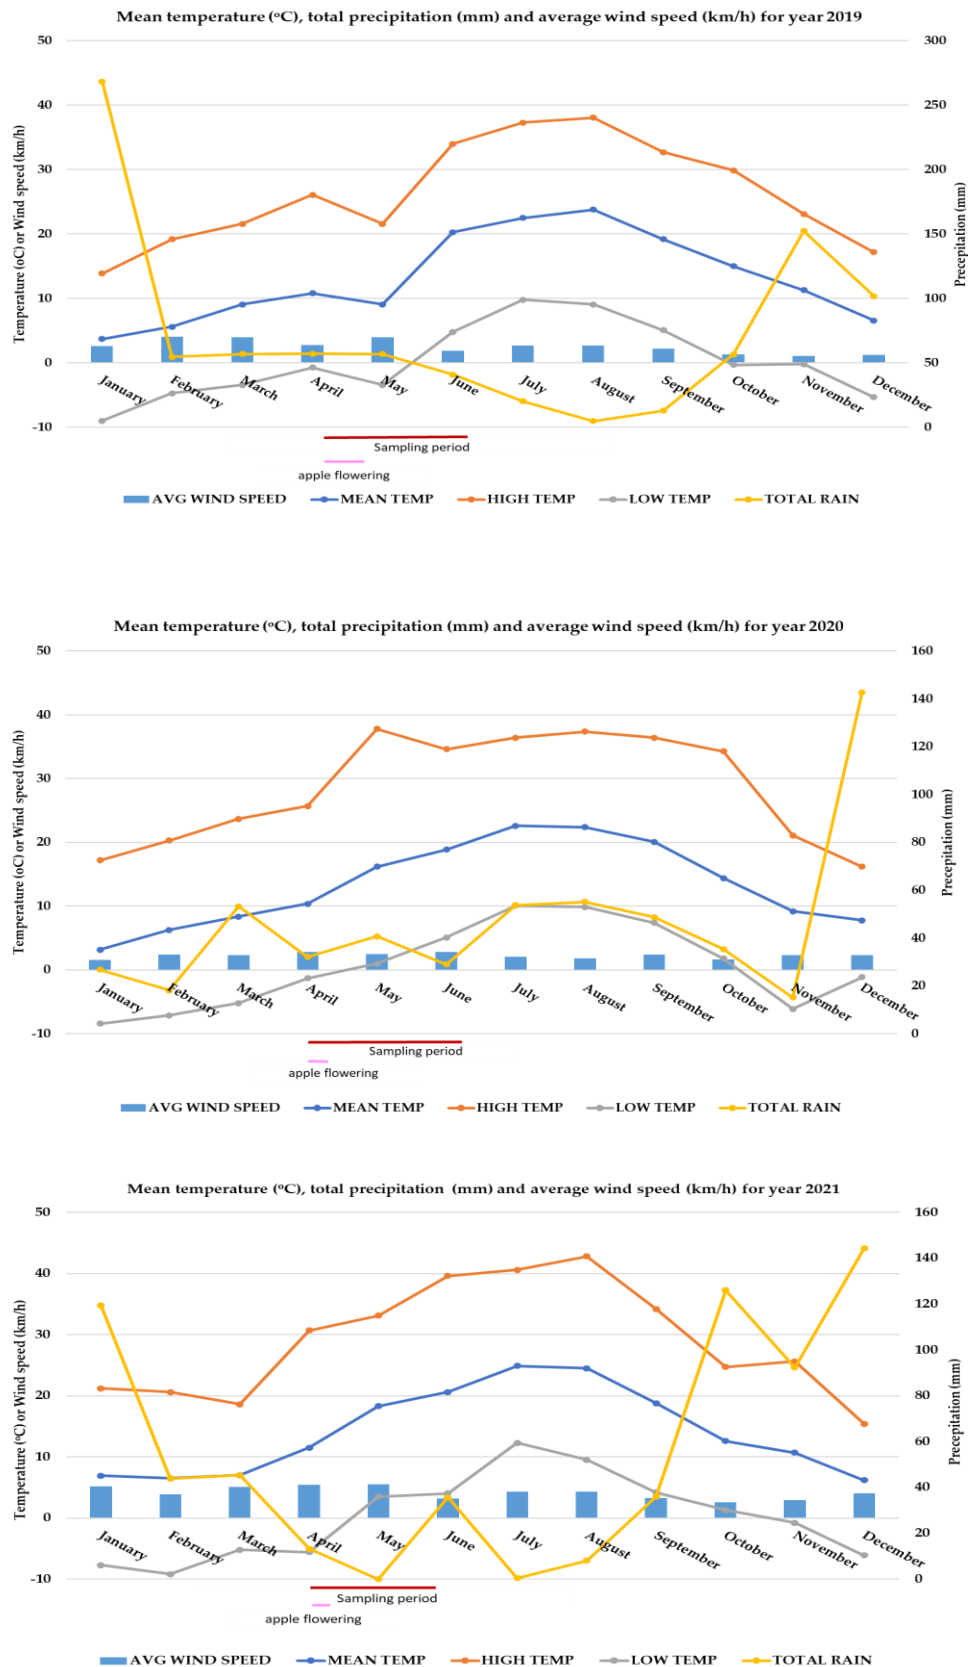 Mean temperature (ºC), total precipitation (mm) and average wind speed (km/h) for year 2019
Temperature (oC) or Wind speed (km/h)
50
40
30
20
10
0
-10
300
250
200
150
100
50
0
Precepitation (mm)
January
February
March
April
May
June
July
August
September
October
November
December
Sampling period
apple flowering
AVG WIND SPEED MEAN TEMP HIGH TEMP LOW TEMP TOTAL RAIN
Mean temperature (ºC), total precipitation (mm) and average wind speed (km/h) for year 2020
Temperature (oC) or Wind speed (km/h)
50
40
30
20
10
0
-10
160
140
120
100
80
60
40
20
0
Precepitation (mm)
January
February
March
April
May
June
July
August
September
October
November
December
Sampling period
apple flowering
AVG WIND SPEED MEAN TEMP HIGH TEMP LOW TEMP TOTAL RAIN
Mean temperature (ºC), total precipitation (mm) and average wind speed (km/h) for year 2021
Temperature (ºC) or Wind speed (km/h)
50
40
30
20
10
0
-10
160
140
120
100
80
60
40
20
0
Precepitation (mm)
January
February
March
April
May
June
July
August
September
October
November
December
Sampling period
apple flowering
AVG WIND SPEED MEAN TEMP HIGH TEMP LOW TEMP TOTAL RAIN